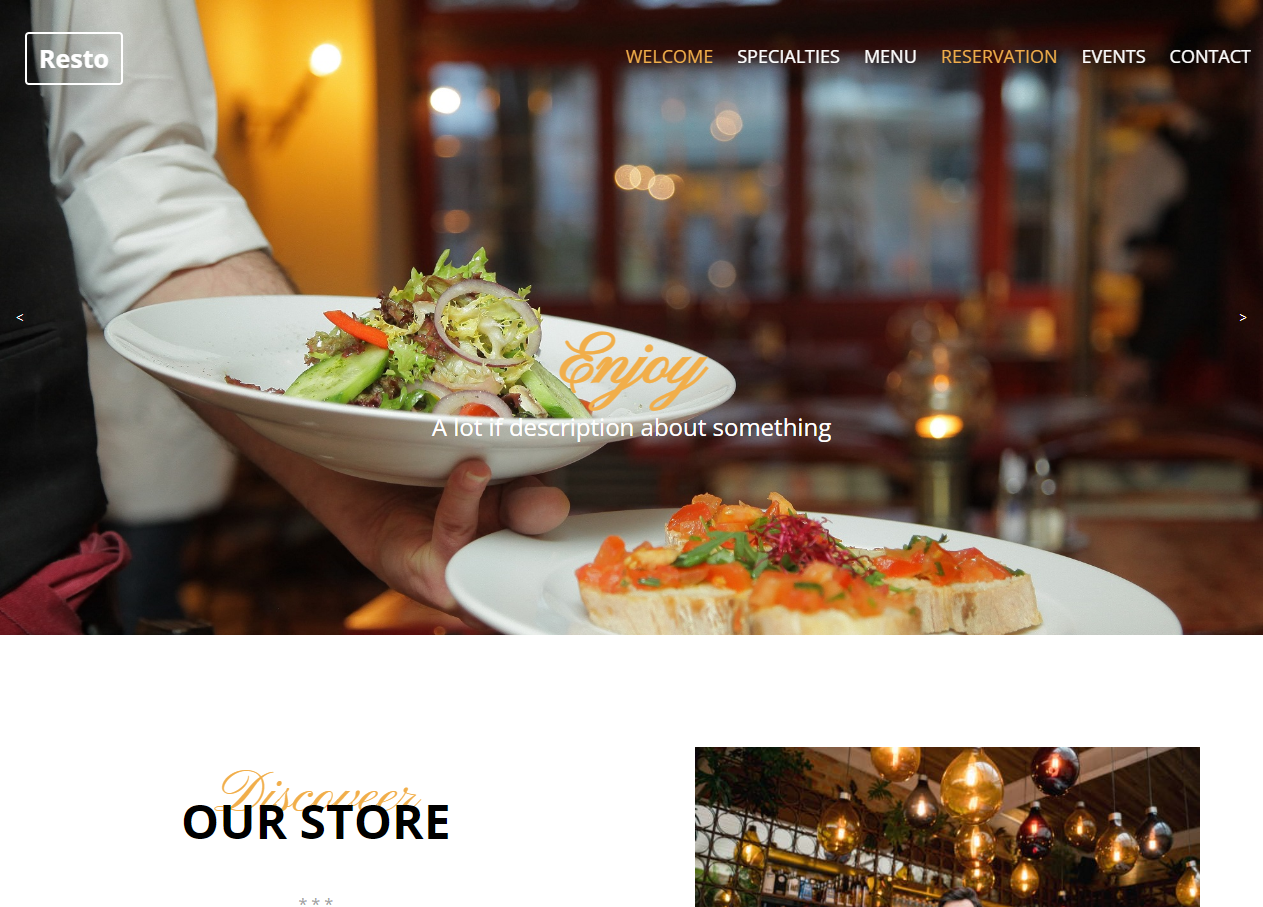 Resto
WELCOME SPECIALTIES MENU RESERVATION EVENTS CONTACT
< >
Enjoy
A lot if description about something
Discoveer
OUR STORE
* * *